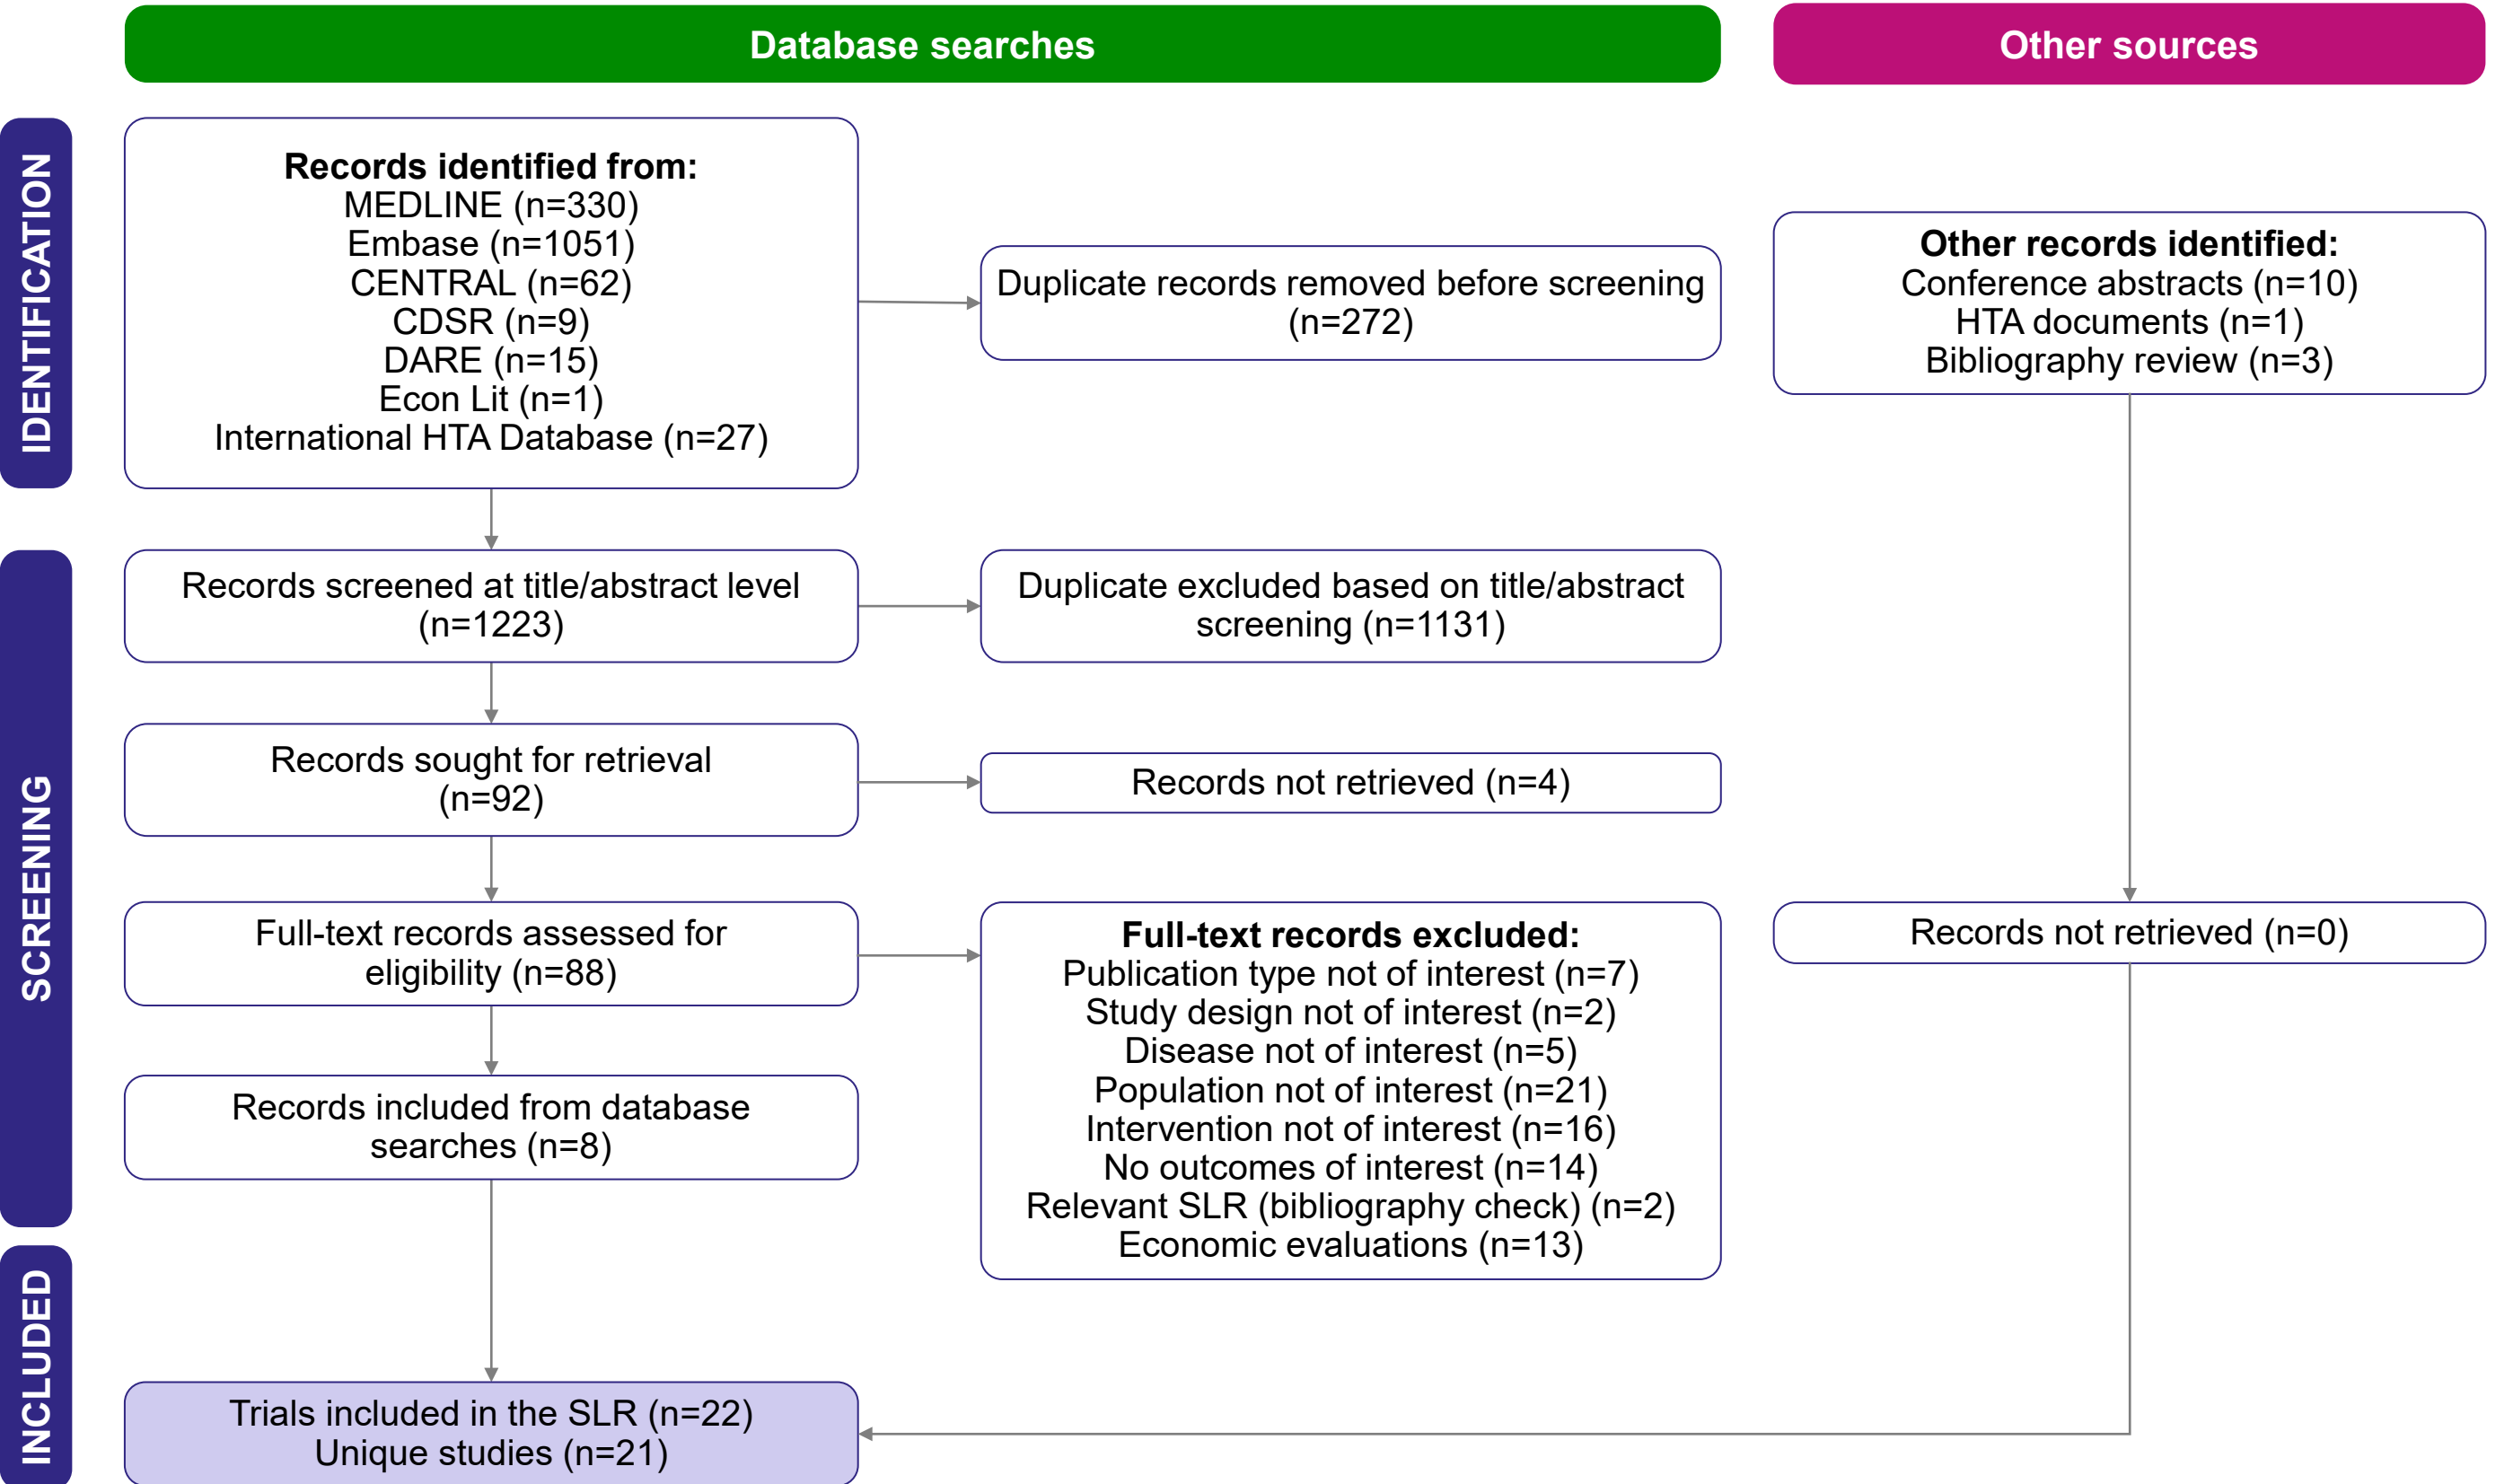 Database searches
Other sources
IDENTIFICATION
Records identified from:
MEDLINE (n=330)
Embase (n=1051)
CENTRAL (n=62)
CDSR (n=9)
DARE (n=15)
Econ Lit (n=1)
International HTA Database (n=27)
Duplicate records removed before screening
(n=272)
Other records identified:
Conference abstracts (n=10)
HTA documents (n=1)
Bibliography review (n=3)
SCREENING
Records screened at title/abstract level
(n=1223)
Duplicate excluded based on title/abstract
screening (n=1131)
Records sought for retrieval
(n=92)
Records not retrieved (n=4)
Full-text records assessed for
eligibility (n=88)
Full-text records excluded:
Publication type not of interest (n=7)
Study design not of interest (n=2)
Disease not of interest (n=5)
Population not of interest (n=21)
Intervention not of interest (n=16)
No outcomes of interest (n=14)
Relevant SLR (bibliography check) (n=2)
Economic evaluations (n=13)
Records not retrieved (n=0)
Records included from database
searches (n=8)
INCLUDED
Trials included in the SLR (n=22)
Unique studies (n=21)